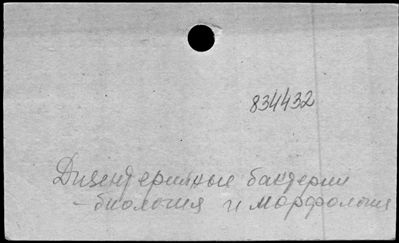 834432
Дизентерийные бактерии
- биология и морфология